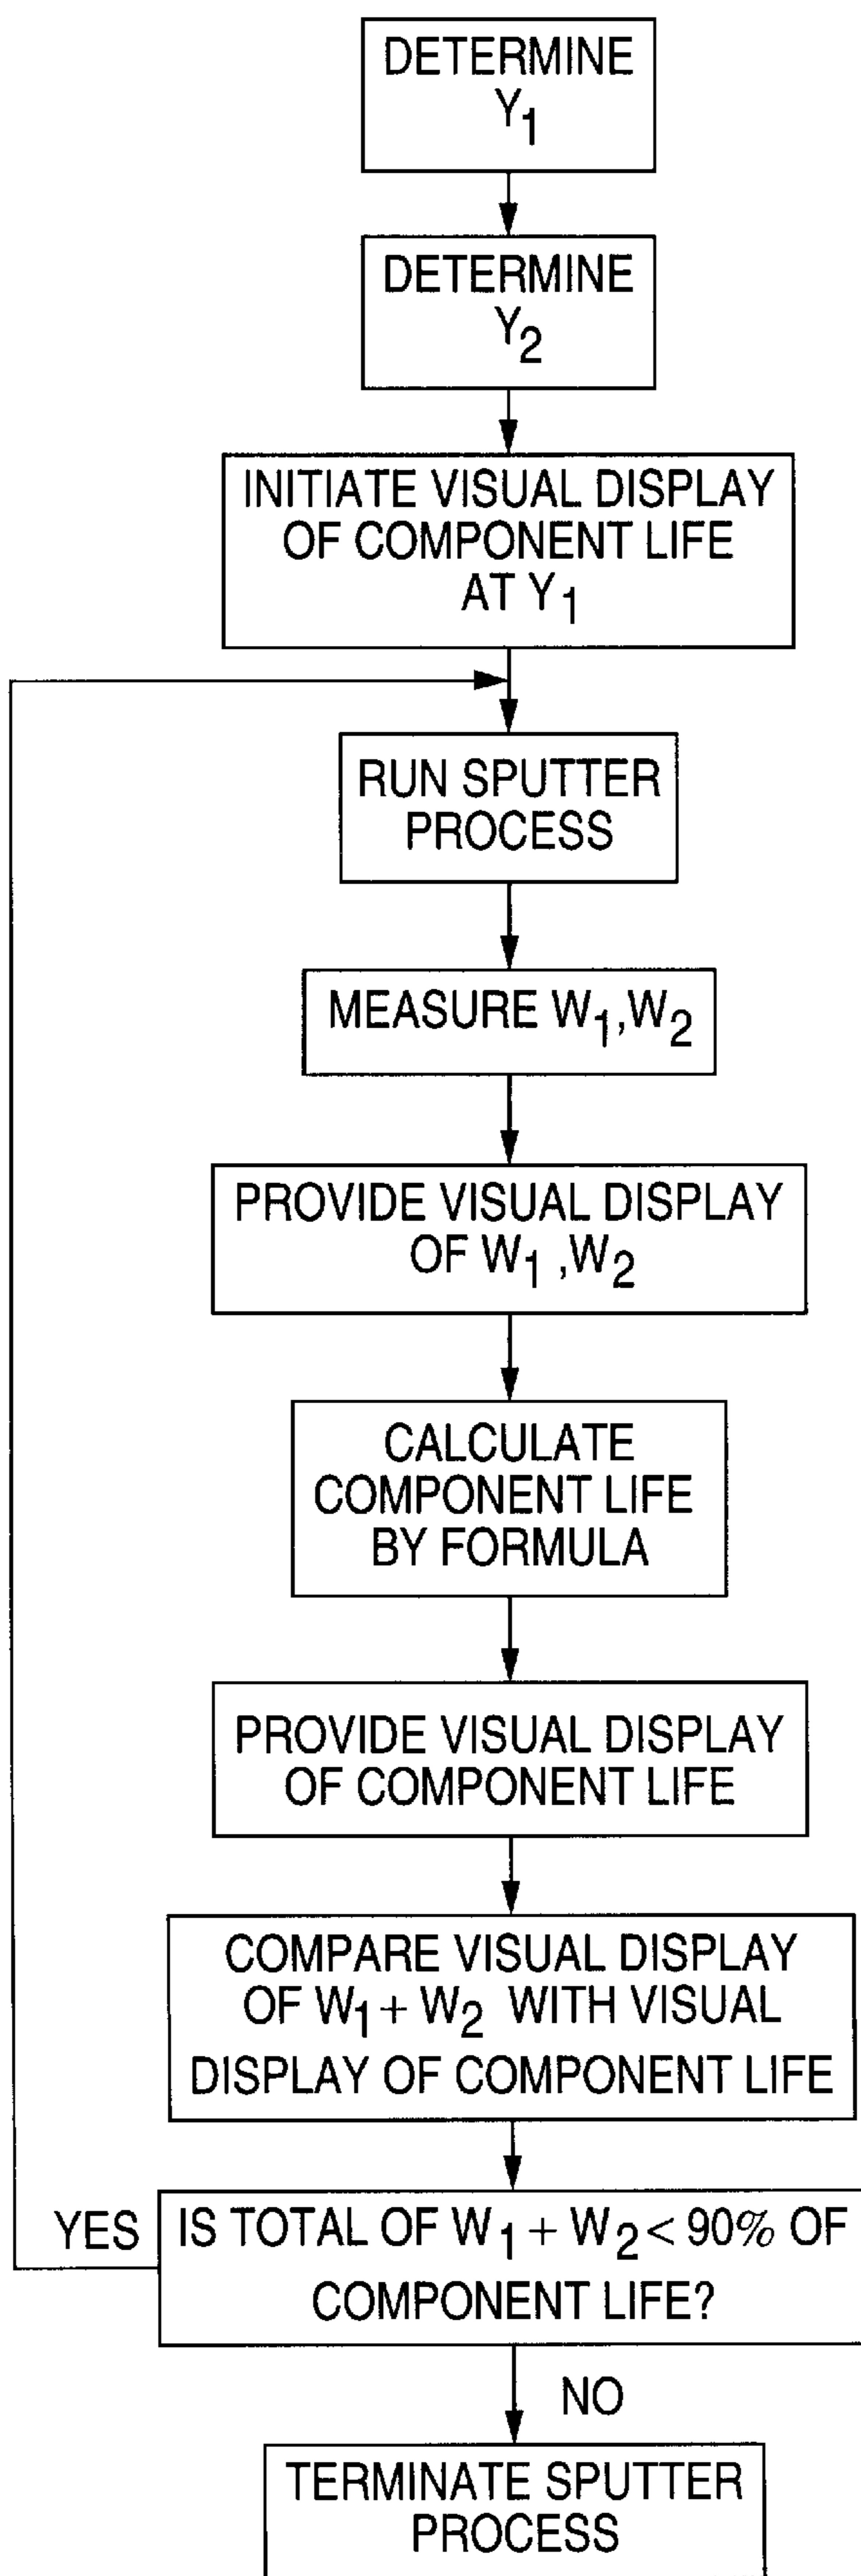 DETERMINE
Y1
DETERMINE
Y2
INITIATE VISUAL DISPLAY
OF COMPONENT LIFE
AT Y1
RUN SPUTTER
PROCESS
MEASURE W1,W2
PROVIDE VISUAL DISPLAY
OF W1 ,W2
CALCULATE
COMPONENT LIFE
BY FORMULA
PROVIDE VISUAL DISPLAY
OF COMPONENT LIFE
COMPARE VISUAL DISPLAY
OF W1 + W2 WITH VISUAL
DISPLAY OF COMPONENT LIFE
YES
IS TOTAL OF W1 + W2 < 90% OF
COMPONENT LIFE?
NO
TERMINATE SPUTTER
PROCESS